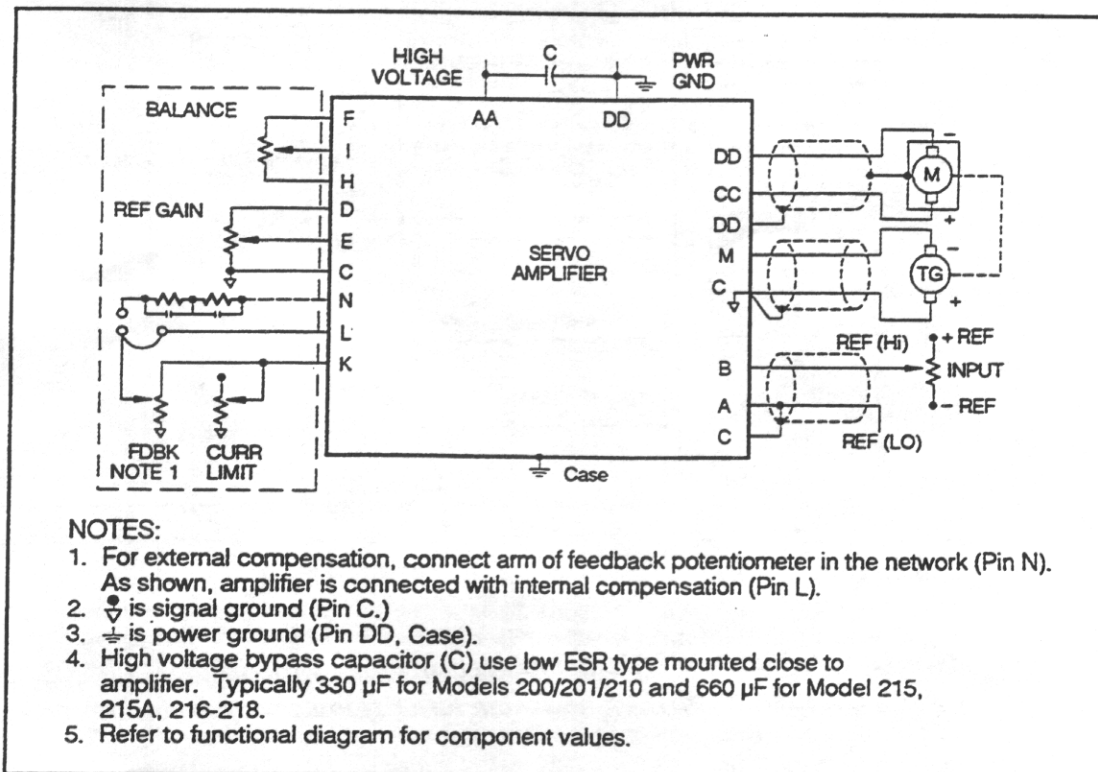 HIGH VOLTAGE
C
PWR GND
BALANCE
AA
DD
F
I
H
REF GAIN
D
E
C
N
L
K
FDBK NOTE 1
CURR LIMIT
SERVO AMPLIFIER
Case
DD
CC
DD
M
C
B
A
C
−
M
+
−
TG
+
REF (Hi)
+ REF
INPUT
− REF
REF (LO)
NOTES:
1. For external compensation, connect arm of feedback potentiometer in the network (Pin N).
As shown, amplifier is connected with internal compensation (Pin L).
2. is signal ground (Pin C.)
3. is power ground (Pin DD, Case).
4. High voltage bypass capacitor (C) use low ESR type mounted close to
amplifier. Typically 330 µF for Models 200/201/210 and 660 µF for Model 215,
215A, 216-218.
5. Refer to functional diagram for component values.